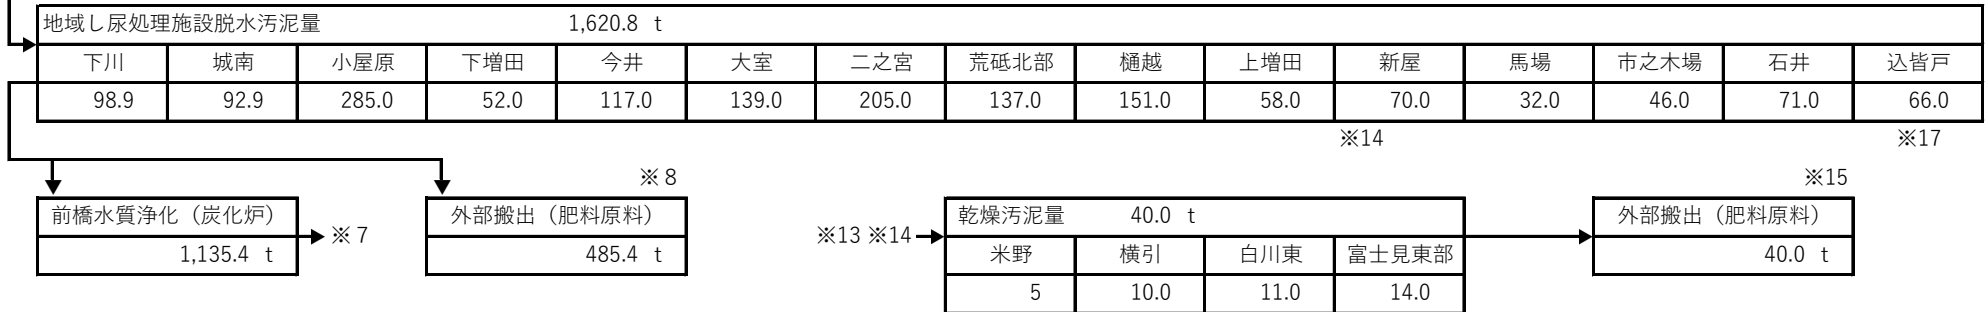 地域し尿処理施設脱水汚泥量 1,620.8 t
下川 城南 小屋原 下増田 今井 大室 二之宮 荒砥北部 樋越 上増田 新屋 馬場 市之木場 石井 込皆戸
98.9 92.9 285.0 52.0 117.0 139.0 205.0 137.0 151.0 58.0 70.0 32.0 46.0 71.0 66.0
※14 ※17
※8 ※15
前橋水質浄化（炭化炉） 外部搬出（肥料原料） 乾燥汚泥量 40.0 t 外部搬出（肥料原料）
1,135.4 t ※7 485.4 t ※13 ※14 米野 横引 白川東 富士見東部 40.0 t
5 10.0 11.0 14.0